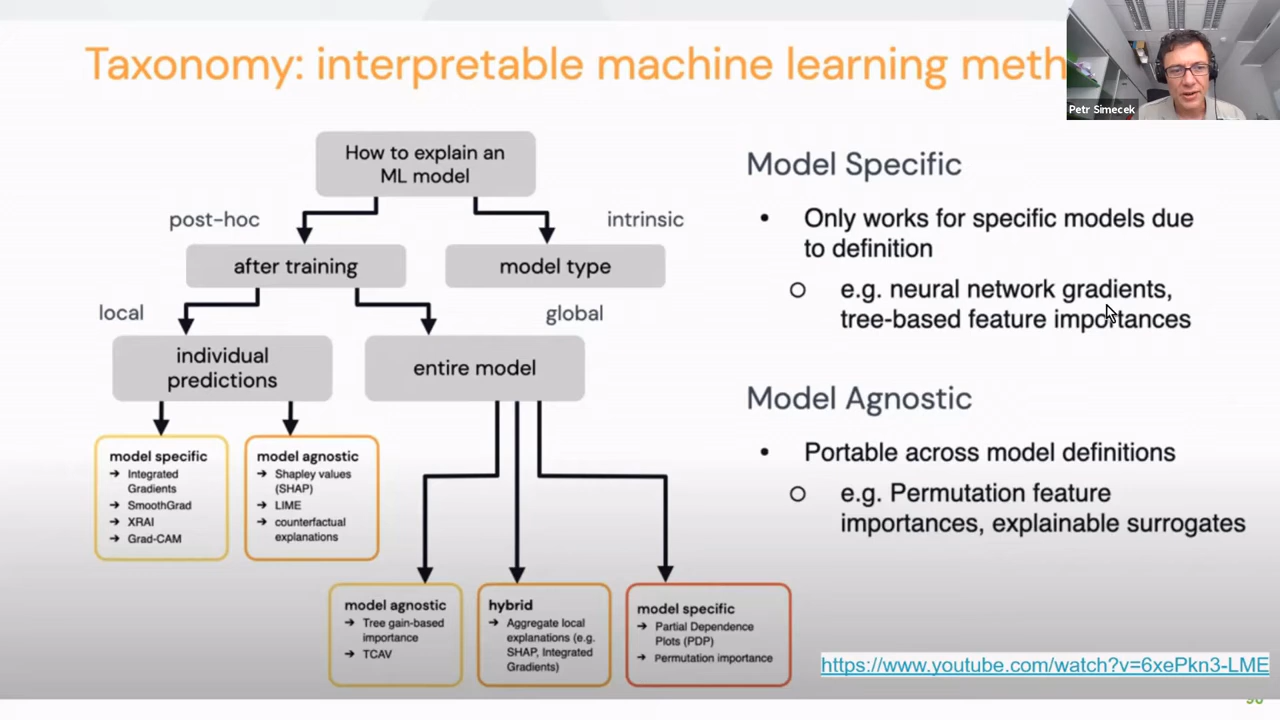 Taxonomy: interpretable machine learning meth
Petr Simecek
How to explain an
ML model
post-hoc
intrinsic
after training
model type
local
global
individual
predictions
entire model
model specific
→ Integrated
Gradients
→ SmoothGrad
→ XRAI
→ Grad-CAM
model agnostic
→ Shapley values
(SHAP)
→ LIME
→ counterfactual
explanations
model agnostic
→ Tree gain-based
importance
→ TCAV
hybrid
→ Aggregate local
explanations (e.g.
SHAP, Integrated
Gradients)
model specific
→ Partial Dependence
Plots (PDP)
→ Permutation importance
Model Specific
• Only works for specific models due
to definition
○ e.g. neural network gradients,
tree-based feature importances
Model Agnostic
• Portable across model definitions
○ e.g. Permutation feature
importances, explainable surrogates
https://www.youtube.com/watch?v=6xePkn3-LME